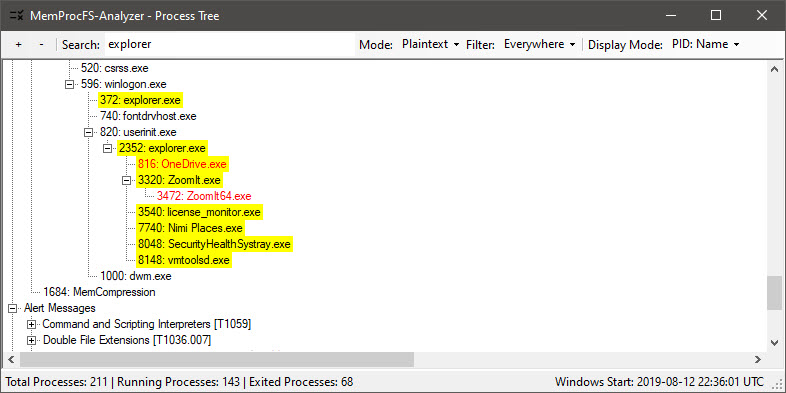 MemProcFS-Analyzer - Process Tree
+ - Search: explorer Mode: Plaintext Filter: Everywhere Display Mode: PID: Name
520: csrss.exe
596: winlogon.exe
372: explorer.exe
740: fontdrvhost.exe
820: userinit.exe
2352: explorer.exe
816: OneDrive.exe
3320: ZoomIt.exe
3472: ZoomIt64.exe
3540: license_monitor.exe
7740: Nimi Places.exe
8048: SecurityHealthSystray.exe
8148: vmtoolsd.exe
1000: dwm.exe
1684: MemCompression
Alert Messages
Command and Scripting Interpreters [T1059]
Double File Extensions [T1036.007]
Total Processes: 211 | Running Processes: 143 | Exited Processes: 68 Windows Start: 2019-08-12 22:36:01 UTC